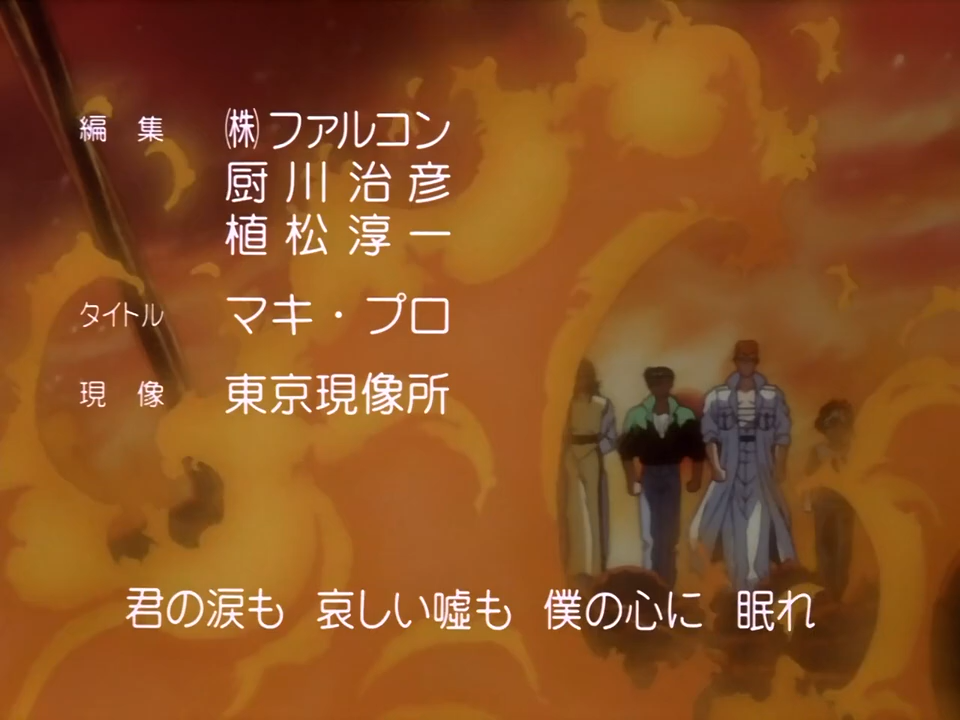 編集 ㈱ファルコン
厨川治彦
植松淳一
タイトル マキ・プロ
現像 東京現像所
君の涙も 哀しい嘘も 僕の心に 眠れ